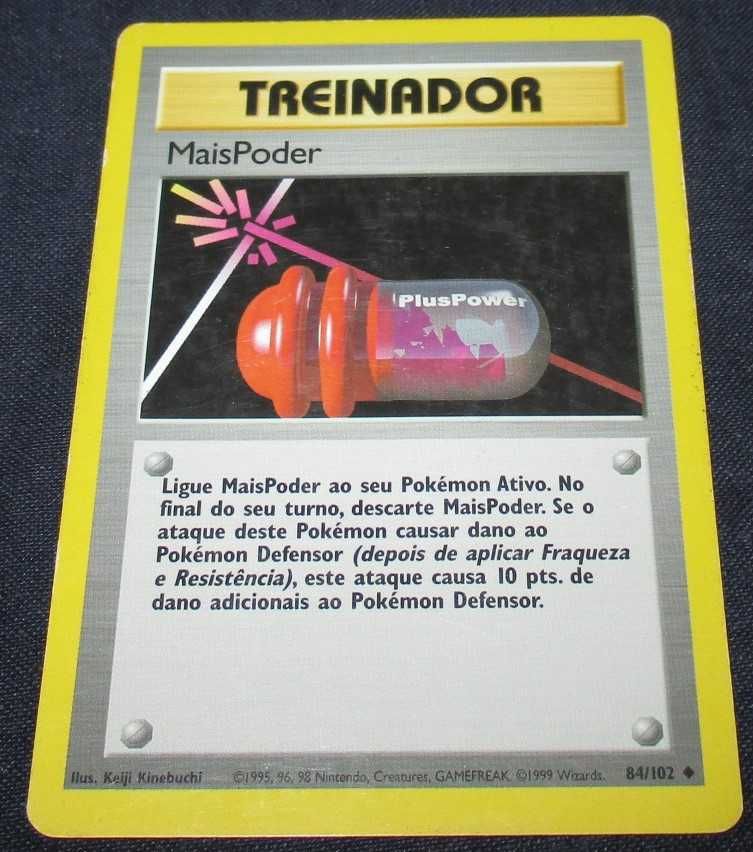 TREINADOR
MaisPoder
PlusPower
Ligue MaisPoder ao seu Pokémon Ativo. No
final do seu turno, descarte MaisPoder. Se o
ataque deste Pokémon causar dano ao
Pokémon Defensor (depois de aplicar Fraqueza
e Resistência), este ataque causa 10 pts. de
dano adicionais ao Pokémon Defensor.
Ilus. Keiji Kinebuchi ©1995, 96, 98 Nintendo, Creatures, GAMEFREAK. ©1999 Wizards. 84/102 ◆